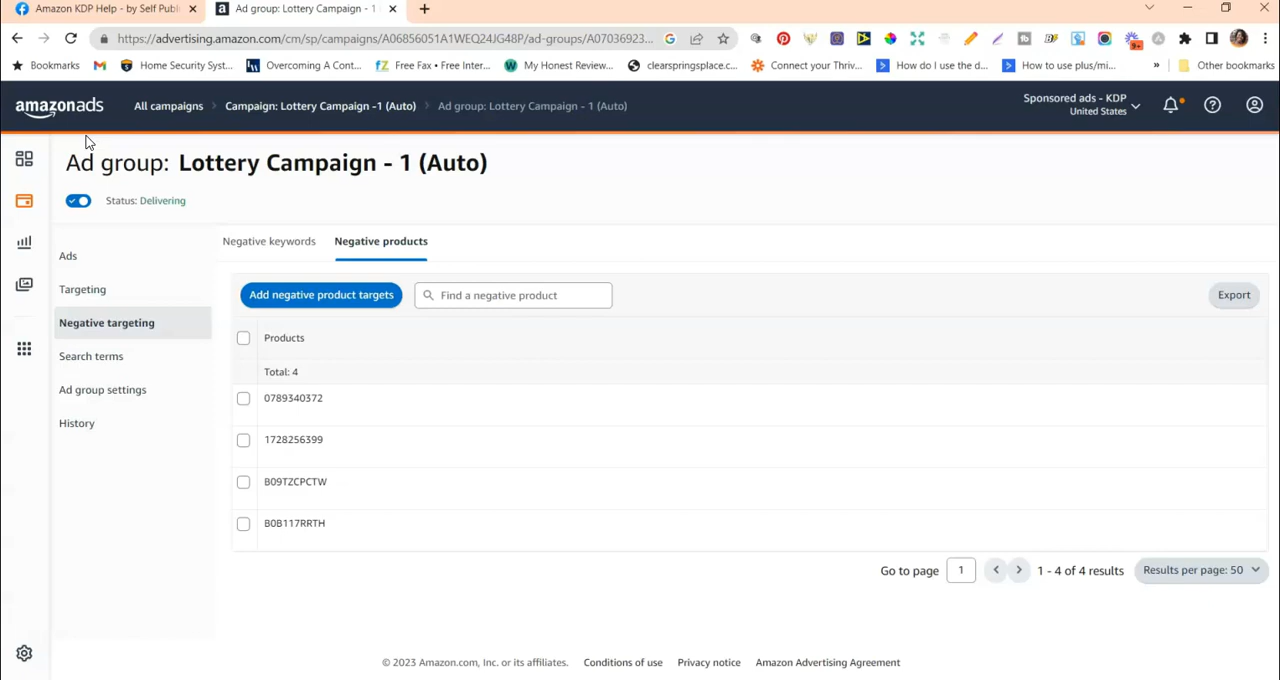 Amazon KDP Help - by Self Publ
Ad group: Lottery Campaign - 1
https://advertising.amazon.com/cm/sp/campaigns/A06856051A1WEQ24JG48P/ad-groups/A07036923...
9+
Bookmarks
Home Security Syst...
Overcoming A Cont...
Free Fax • Free Inter...
My Honest Review...
clearspringsplace.c...
Connect your Thriv...
How do I use the d...
How to use plus/mi...
»
Other bookmarks
amazonads
All campaigns
Campaign: Lottery Campaign -1 (Auto)
Ad group: Lottery Campaign - 1 (Auto)
Sponsored ads - KDP
United States
Ad group: Lottery Campaign - 1 (Auto)
Status: Delivering
Ads
Targeting
Negative targeting
Search terms
Ad group settings
History
Negative keywords
Negative products
Add negative product targets
Find a negative product
Export
Products
Total: 4
0789340372
1728256399
B09TZCPCTW
B0B117RRTH
Go to page
1
1 - 4 of 4 results
Results per page: 50
© 2023 Amazon.com, Inc. or its affiliates.
Conditions of use
Privacy notice
Amazon Advertising Agreement